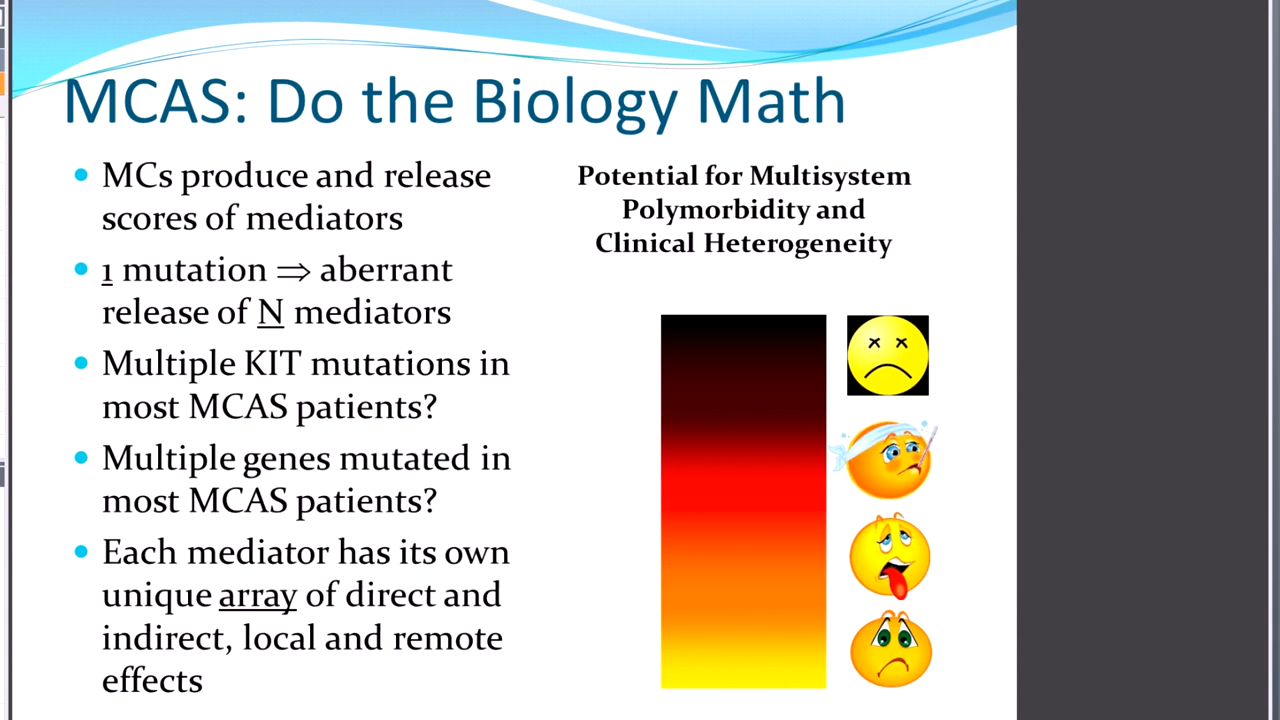 MCAS: Do the Biology Math
• MCs produce and release
scores of mediators
• 1 mutation ⇒ aberrant
release of N mediators
• Multiple KIT mutations in
most MCAS patients?
• Multiple genes mutated in
most MCAS patients?
• Each mediator has its own
unique array of direct and
indirect, local and remote
effects
Potential for Multisystem
Polymorbidity and
Clinical Heterogeneity